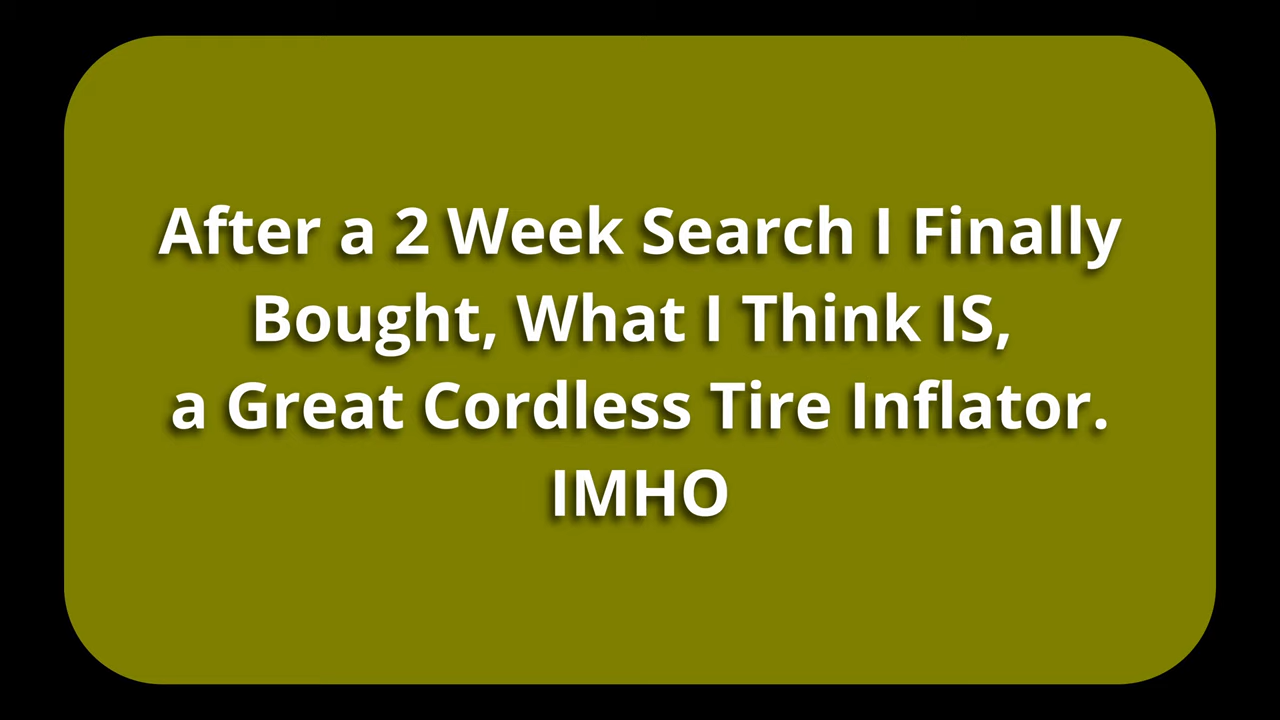 After a 2 Week Search I Finally
Bought, What I Think IS,
a Great Cordless Tire Inflator.
IMHO